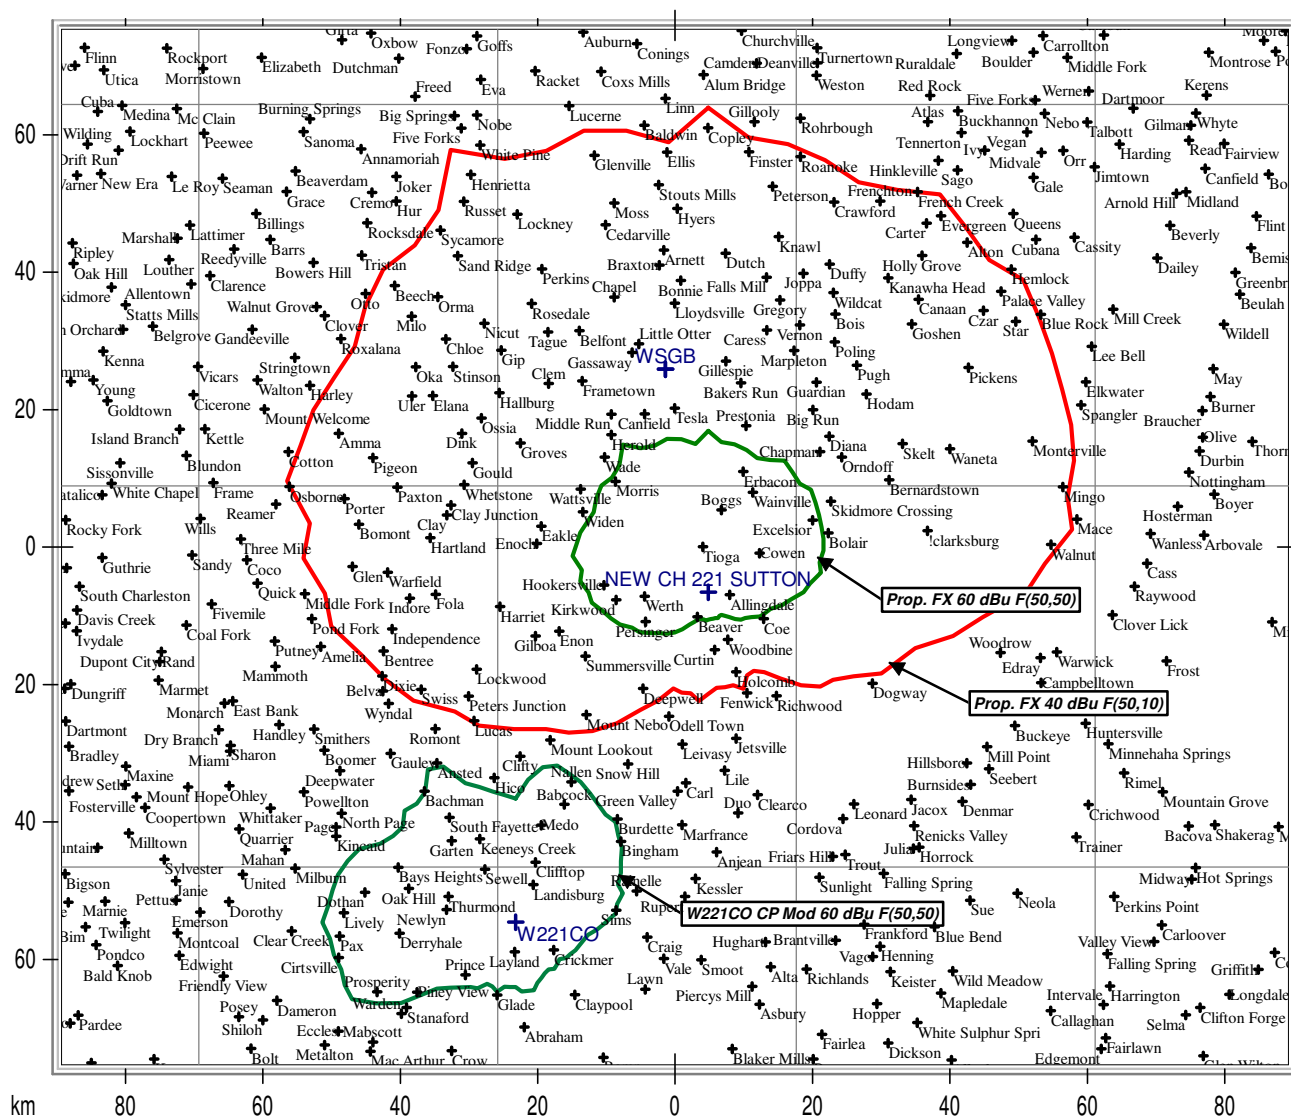 Oxbow
Goffs
Auburn
Conings
Churchville
Longview
Carrollton
Flinn
Rockport
Fonzo
Camden
Deanville
Turnertown
Ruraldale
Boulder
Middle Fork
Montrose
Utica
Morristown
Elizabeth
Dutchman
Racket
Coxs Mills
Alum Bridge
Weston
Freed
Eva
Red Rock
Werner
Kerens
Cuba
Medina
Mc Clain
Burning Springs
Big Springs
Nobe
Lucerne
Linn
Gillooly
Rohrbough
Atlas
Five Forks
Nebo
Dartmoor
Gilman
Whyte
60
Wilding
Lockhart
Peewee
Sanoma
Five Forks
Baldwin
Copley
Buckhannon
Talbott
Drift Run
Annamoriah
White Pine
Glenville
Ellis
Finster
Roanoke
Tennerton
Ivy
Vegan
Midvale
Orr
Harding
Read
Fairview
New Era
Le Roy
Seaman
Beaverdam
Joker
Henrietta
Stouts Mills
Peterson
Hinkleville
Sago
Gale
Jimtown
Canfield
Grace
Cremo
Hur
Russet
Lockney
Moss
Hyers
Crawford
Frenchton
French Creek
Arnold Hill
Midland
Billings
Rocksdale
Sycamore
Cedarville
Carter
Evergreen
Queens
Beverly
Flint
Ripley
Marshall
Lattimer
Reedyville
Barrs
Knawl
Alton
Cubana
Cassity
Oak Hill
Louther
Bowers Hill
Tristan
Sand Ridge
Braxton
Arnett
Dutch
Duffy
Holly Grove
Hemlock
Dailey
40
Allentown
Clarence
Walnut Grove
Otto
Beech
Orma
Perkins
Chapel
Bonnie
Falls Mill
Joppa
Kanawha Head
Palace Valley
Beulah
Statts Mills
Rosedale
Lloydsville
Gregory
Wildcat
Canaan
Mill Creek
Belgrove
Gandeeville
Clover
Milo
Nicut
Tague
Belfont
Little Otter
Caress
Vernon
Bois
Goshen
Czar
Star
Blue Rock
Wildell
Kenna
Roxalana
Chloe
Gip
Gassaway
WSGB
Marpleton
Poling
Lee Bell
Young
Vicars
Stringtown
Oka
Stinson
Clem
Frametown
Gillespie
Pugh
Pickens
May
Goldtown
Cicerone
Walton
Harley
Uler
Elana
Hallburg
Bakers Run
Guardian
Hodam
Elkwater
Burner
20
Mount Welcome
Ossia
Middle Run
Canfield
Tesla
Prestonia
Big Run
Spangler
Braucher
Island Branch
Kettle
Amma
Dink
Groves
Herold
Chapman
Diana
Skelt
Waneta
Monterville
Olive
Sissonville
Blundon
Cotton
Pigeon
Gould
Wade
Orndoff
Durbin
White Chapel
Frame
Osborne
Paxton
Whetstone
Wattsville
Morris
Erbacon
Wainville
Bernardstown
Mingo
Nottingham
Boyer
Rocky Fork
Wills
Reamer
Porter
Clay
Clay Junction
Widen
Boggs
Skidmore Crossing
Mace
Hosterman
0
Three Mile
Bomont
Hartland
Enoch
Eakle
Tioga
Excelsior
Bolair
Walnut
Wanless
Arbovale
Guthrie
Sandy
Coco
Glen
Warfield
Cowen
Cass
South Charleston
Quick
Middle Fork
Indore
Fola
Hookersville
NEW CH 221 SUTTON
Raywood
Davis Creek
Fivemile
Harriet
Kirkwood
Werth
Allingdale
Prop. FX 60 dBu F(50,50)
Clover Lick
Ivydale
Coal Fork
Pond Fork
Independence
Gilboa
Enon
Persinger
Beaver
Coe
Dupont City
Rand
Putney
Amelia
Bentree
Summersville
Curtin
Woodbine
Woodrow
Edray
Warwick
Frost
20
Dungriff
Marmet
Mammoth
Belva
Dixie
Swiss
Lockwood
Deepwell
Holcomb
Fenwick
Richwood
Dogway
Campbelltown
Prop. FX 40 dBu F(50,10)
Dartmont
Monarch
East Bank
Wyndal
Peters Junction
Lucas
Mount Nebo
Odell Town
Buckeye
Huntersville
Bradley
Dry Branch
Handley
Smithers
Romont
Mount Lookout
Leivasy
Jetsville
Mill Point
Minnehaha Springs
Maxine
Miami
Sharon
Boomer
Gauley
Ansted
Clifty
Nallen
Snow Hill
Lile
Hillsboro
Seebert
Rimel
Seth
Mount Hope
Deepwater
Hico
Babcock
Carl
Burnsides
Fosterville
Coopertown
Ohley
Powellton
Bachman
Green Valley
Duo
Clearco
Jacox
Denmar
Crichwood
Mountain Grove
40
Milltown
Whittaker
Quarrier
Page
North Page
South Fayette
Medo
Burdette
Marfrance
Cordova
Leonard
Renicks Valley
Trainer
Bacova
Mahan
Kincaid
Garten
Keeneys Creek
Bingham
Anjean
Friars Hill
Trout
Julia
Horrock
Bigson
Sylvester
Janie
United
Milburn
Bays Heights
Sewell
Clifftop
Kessler
Sunlight
Falling Spring
Midway
Hot Springs
Marnie
Pettus
Dorothy
Dothan
Oak Hill
Thurmond
Landisburg
Sue
Neola
Perkins Point
Bim
Twilight
Emerson
Lively
Newlyn
Sims
W221CO CP Mod 60 dBu F(50,50)
Pondco
Montcoal
Clear Creek
Pax
Derryhale
W221CO
Craig
Hughart
Brantville
Frankford
Blue Bend
Valley View
Carloover
60
Bald Knob
Edwight
Cirtsville
Prince
Layland
Crickmer
Vale
Smoot
Alta
Vago
Henning
Falling Spring
Friendly View
Prosperity
Piney View
Lawn
Richlands
Keister
Wild Meadow
Griffith
Posey
Dameron
Warden
Stanaford
Glade
Claypool
Piercys Mill
Asbury
Hopper
Mapledale
Intervale
Harrington
Longdale
Pardee
Shiloh
Eccles
Mabscott
Abraham
Fairlea
White Sulphur Spri
Callaghan
Selma
Clifton Forge
Bolt
Metalton
Mac Arthur
Crow
Blaker Mills
Dickson
Edgemont
Fairlawn
km
80
60
40
20
0
20
40
60
80